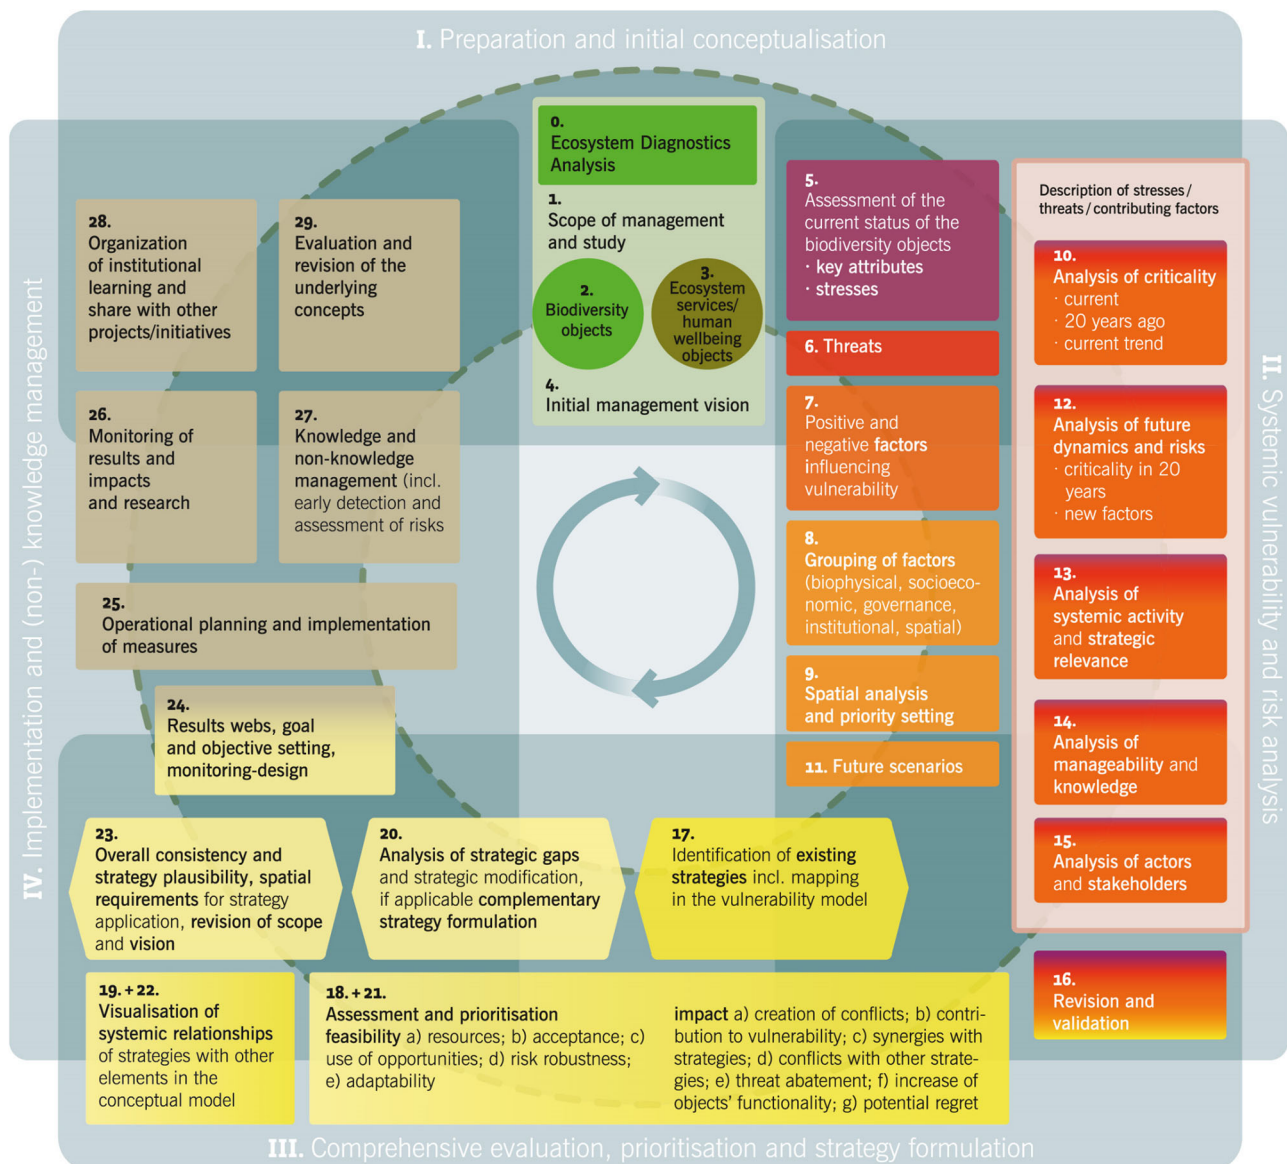 I. Preparation and initial conceptualisation
0.
Ecosystem Diagnostics
Analysis
1.
Scope of management
and study
2.
Biodiversity
objects
3.
Ecosystem
services/
human
wellbeing
objects
4.
Initial management vision
5.
Assessment of the
current status of the
biodiversity objects
· key attributes
· stresses
6. Threats
7.
Positive and
negative factors
influencing
vulnerability
8.
Grouping of factors
(biophysical, socioeco-
nomic, governance,
institutional, spatial)
9.
Spatial analysis
and priority setting
11. Future scenarios
Description of stresses/
threats/contributing factors
10.
Analysis of criticality
· current
· 20 years ago
· current trend
12.
Analysis of future
dynamics and risks
· criticality in 20
years
· new factors
13.
Analysis of
systemic activity
and strategic
relevance
14.
Analysis of
manageability and
knowledge
15.
Analysis of actors
and stakeholders
16.
Revision and
validation
II. Systemic vulnerability and risk analysis
28.
Organization
of institutional
learning and
share with other
projects/initiatives
29.
Evaluation and
revision of the
underlying
concepts
26.
Monitoring of
results and
impacts
and research
27.
Knowledge and
non-knowledge
management (incl.
early detection and
assessment of risks
25.
Operational planning and implementation
of measures
24.
Results webs, goal
and objective setting,
monitoring-design
IV. Implementation and (non-) knowledge management
23.
Overall consistency and
strategy plausibility, spatial
requirements for strategy
application, revision of scope
and vision
20.
Analysis of strategic gaps
and strategic modification,
if applicable complementary
strategy formulation
17.
Identification of existing
strategies incl. mapping
in the vulnerability model
19. + 22.
Visualisation of
systemic relationships
of strategies with other
elements in the
conceptual model
18. + 21.
Assessment and prioritisation
feasibility a) resources; b) acceptance; c)
use of opportunities; d) risk robustness;
e) adaptability
impact a) creation of conflicts; b) contri-
bution to vulnerability; c) synergies with
strategies; d) conflicts with other strate-
gies; e) threat abatement; f) increase of
objects' functionality; g) potential regret
III. Comprehensive evaluation, prioritisation and strategy formulation